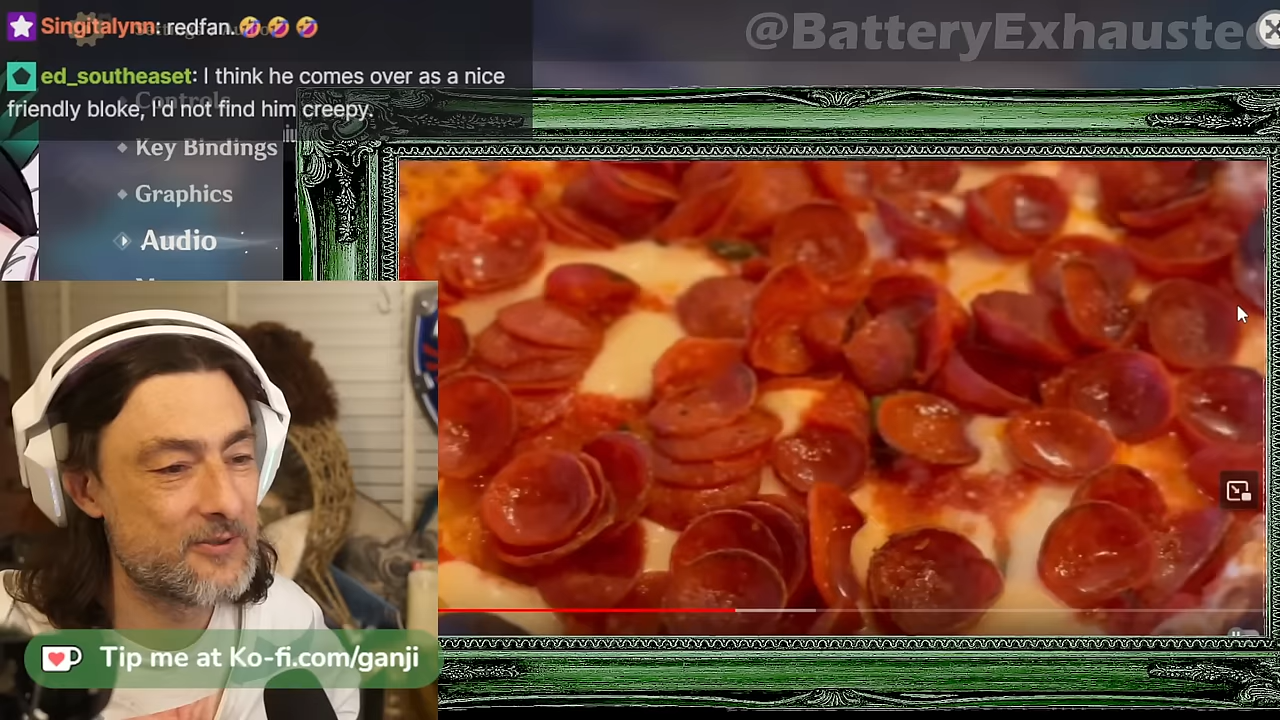 Singitalynn: redfan.🤣🤣🤣
@BatteryExhausted
ed_southeaset: I think he comes over as a nice
friendly bloke, I'd not find him creepy.
Controls
Key Bindings
Graphics
Audio
Tip me at Ko-fi.com/ganji